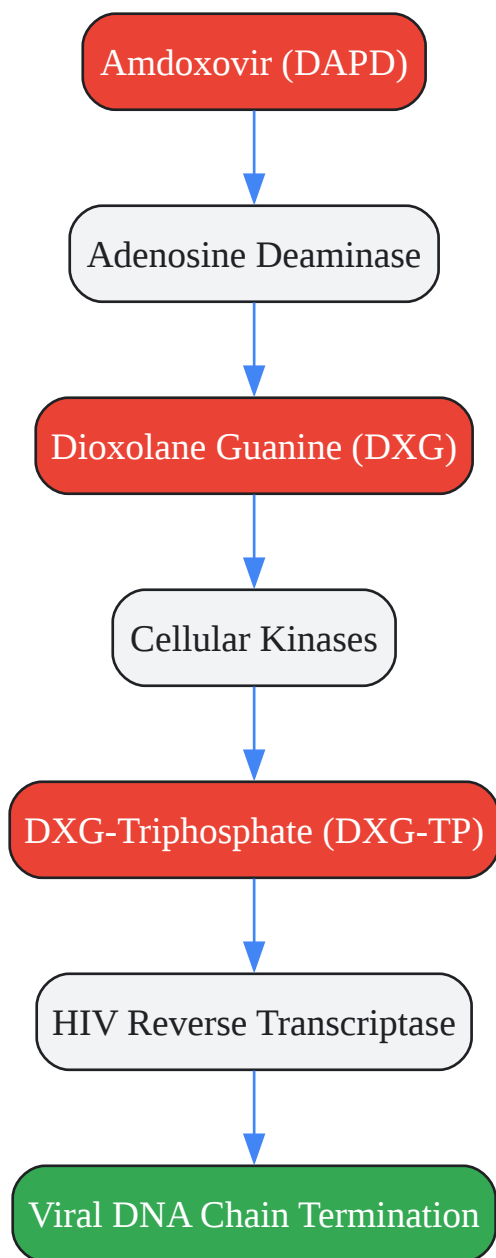 Amdoxovir (DAPD)
Adenosine Deaminase
Dioxolane Guanine (DXG)
Cellular Kinases
DXG-Triphosphate (DXG-TP)
HIV Reverse Transcriptase
Viral DNA Chain Termination